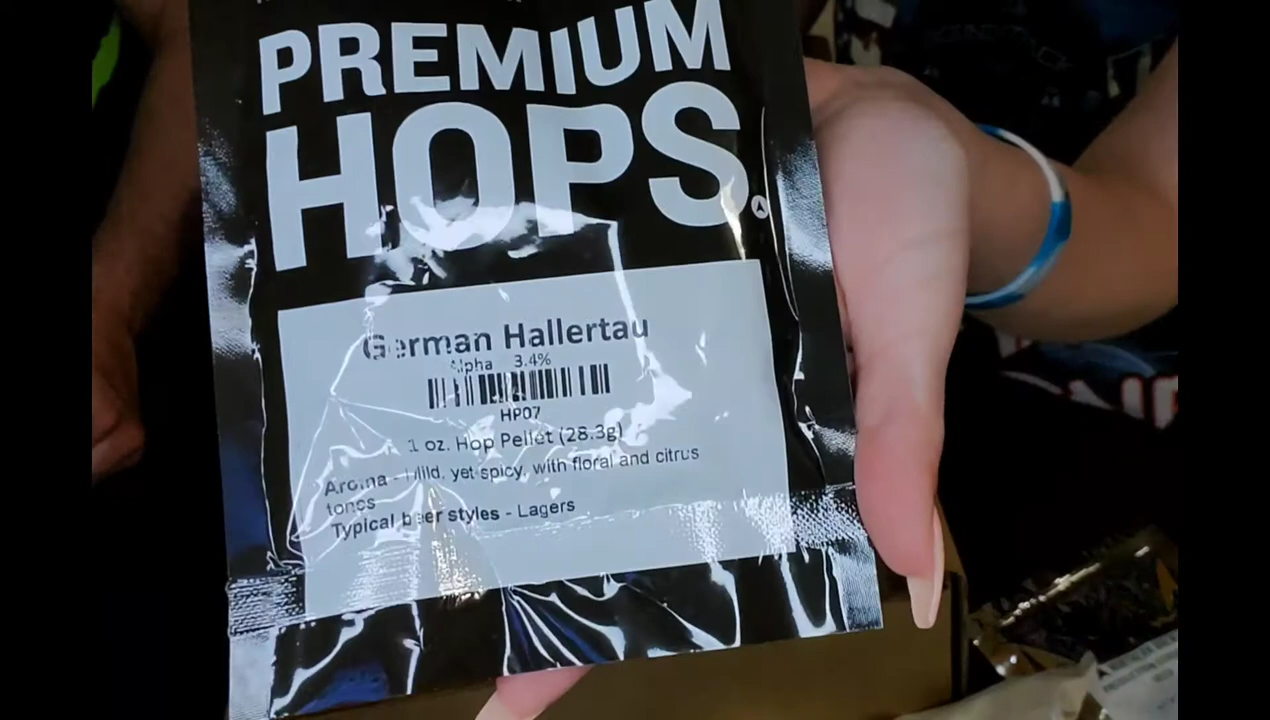 PREMIUM
HOPS
German Hallertau
Alpha 3.4%
HP07
1 oz. Hop Pellet (28.3g)
Aroma - Mild, yet spicy, with floral and citrus
tones
Typical beer styles - Lagers